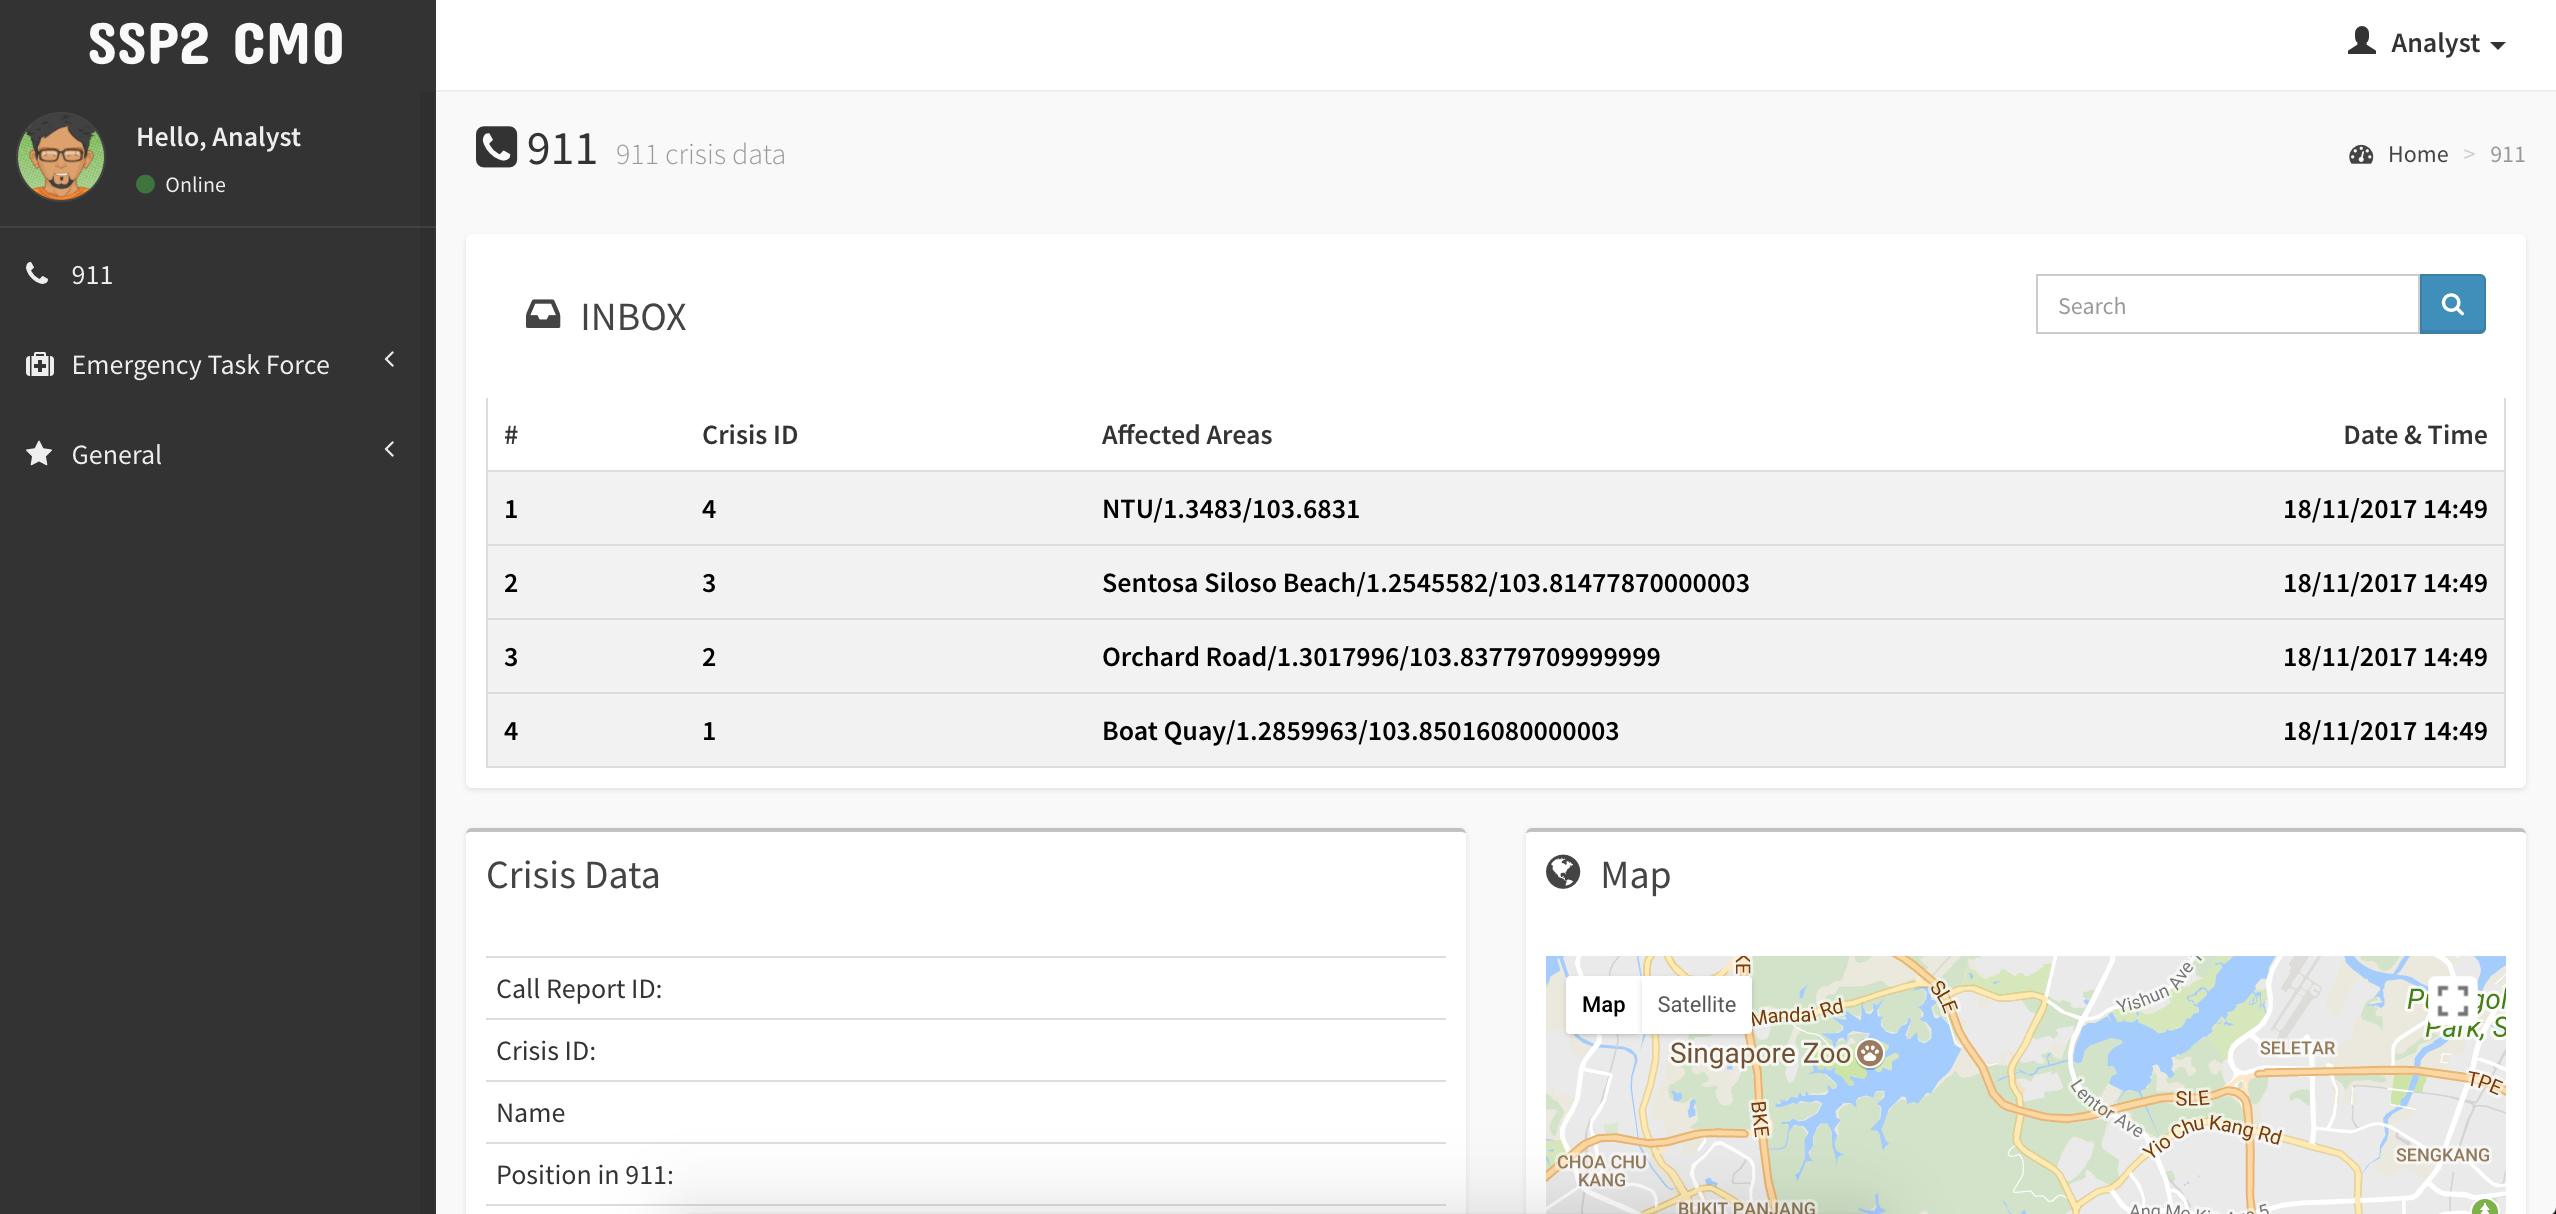 SSP2 CMO
Analyst
Hello, Analyst
Online
911
Emergency Task Force
General
911 911 crisis data
Home > 911
INBOX
Search
# Crisis ID Affected Areas Date & Time
1 4 NTU/1.3483/103.6831 18/11/2017 14:49
2 3 Sentosa Siloso Beach/1.2545582/103.81477870000003 18/11/2017 14:49
3 2 Orchard Road/1.3017996/103.83779709999999 18/11/2017 14:49
4 1 Boat Quay/1.2859963/103.85016080000003 18/11/2017 14:49
Crisis Data
Call Report ID:
Crisis ID:
Name
Position in 911:
Map
Map Satellite
KE
Mandai Rd
SLE
Yishun Ave
Park, S
Singapore Zoo
SELETAR
TPE
BKE
Lentor Ave
SLE
Yio Chu Kang Rd
SENGKANG
CHOA CHU
KANG
BUKIT PANJANG